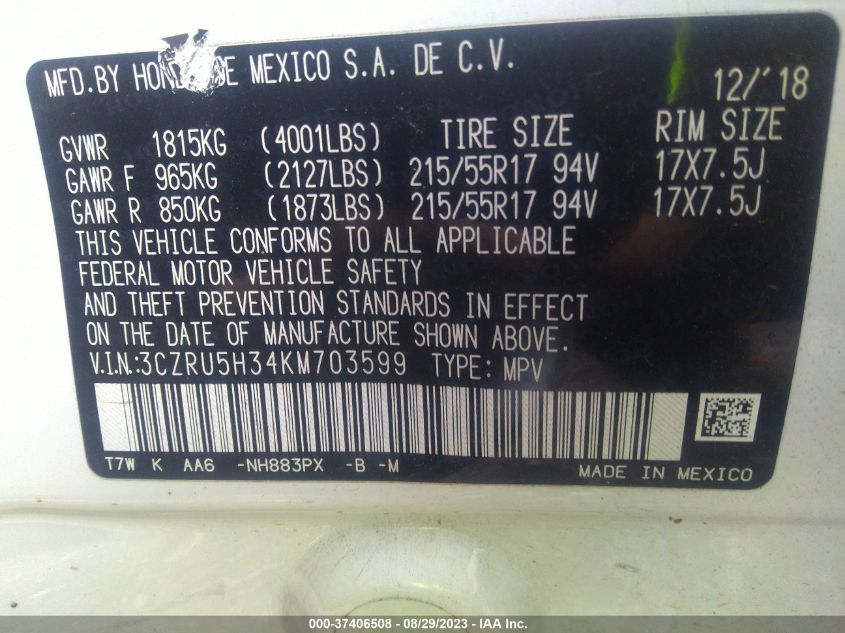 MFD.BY HONDA DE MEXICO S.A. DE C.V. 12/'18
GVWR 1815KG (4001LBS) TIRE SIZE RIM SIZE
GAWR F 965KG (2127LBS) 215/55R17 94V 17X7.5J
GAWR R 850KG (1873LBS) 215/55R17 94V 17X7.5J
THIS VEHICLE CONFORMS TO ALL APPLICABLE
FEDERAL MOTOR VEHICLE SAFETY
AND THEFT PREVENTION STANDARDS IN EFFECT
ON THE DATE OF MANUFACTURE SHOWN ABOVE.
V.I.N.:3CZRU5H34KM703599 TYPE: MPV
T7W K AA6 -NH883PX -B -M MADE IN MEXICO
000-37406508 - 08/29/2023 - IAA Inc.